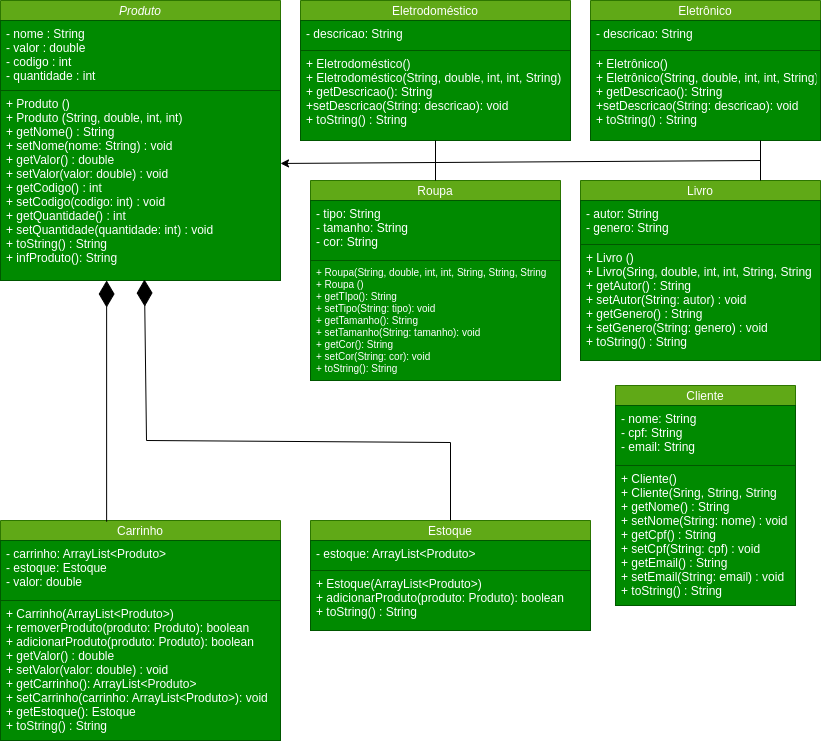 Produto
- nome : String
- valor : double
- codigo : int
- quantidade : int
+ Produto ()
+ Produto (String, double, int, int)
+ getNome() : String
+ setNome(nome: String) : void
+ getValor() : double
+ setValor(valor: double) : void
+ getCodigo() : int
+ setCodigo(codigo: int) : void
+ getQuantidade() : int
+ setQuantidade(quantidade: int) : void
+ toString() : String
+ infProduto(): String
Eletrodoméstico
- descricao: String
+ Eletrodoméstico()
+ Eletrodoméstico(String, double, int, int, String)
+ getDescricao(): String
+setDescricao(String: descricao): void
+ toString() : String
Eletrônico
- descricao: String
+ Eletrônico()
+ Eletrônico(String, double, int, int, String)
+ getDescricao(): String
+setDescricao(String: descricao): void
+ toString() : String
Roupa
- tipo: String
- tamanho: String
- cor: String
+ Roupa(String, double, int, int, String, String, String
+ Roupa ()
+ getTIpo(): String
+ setTipo(String: tipo): void
+ getTamanho(): String
+ setTamanho(String: tamanho): void
+ getCor(): String
+ setCor(String: cor): void
+ toString(): String
Livro
- autor: String
- genero: String
+ Livro ()
+ Livro(Sring, double, int, int, String, String
+ getAutor() : String
+ setAutor(String: autor) : void
+ getGenero() : String
+ setGenero(String: genero) : void
+ toString() : String
Cliente
- nome: String
- cpf: String
- email: String
+ Cliente()
+ Cliente(Sring, String, String
+ getNome() : String
+ setNome(String: nome) : void
+ getCpf() : String
+ setCpf(String: cpf) : void
+ getEmail() : String
+ setEmail(String: email) : void
+ toString() : String
Carrinho
- carrinho: ArrayList<Produto>
- estoque: Estoque
- valor: double
+ Carrinho(ArrayList<Produto>)
+ removerProduto(produto: Produto): boolean
+ adicionarProduto(produto: Produto): boolean
+ getValor() : double
+ setValor(valor: double) : void
+ getCarrinho(): ArrayList<Produto>
+ setCarrinho(carrinho: ArrayList<Produto>): void
+ getEstoque(): Estoque
+ toString() : String
Estoque
- estoque: ArrayList<Produto>
+ Estoque(ArrayList<Produto>)
+ adicionarProduto(produto: Produto): boolean
+ toString() : String